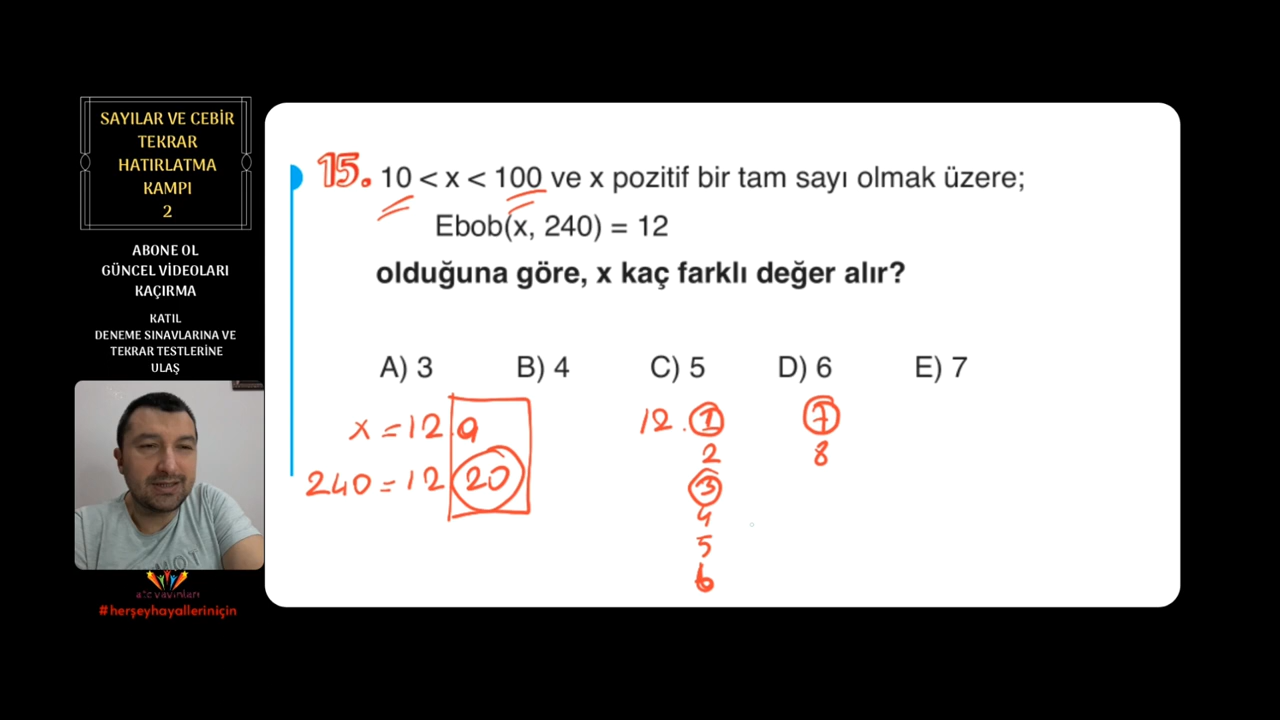 SAYILAR VE CEBİR
TEKRAR
HATIRLATMA
KAMPI
2
ABONE OL
GÜNCEL VİDEOLARI
KAÇIRMA
KATIL
DENEME SINAVLARINA VE
TEKRAR TESTLERİNE
ULAŞ
#herşeyhayalleriniçin
15. 10 < x < 100 ve x pozitif bir tam sayı olmak üzere;
Ebob(x, 240) = 12
olduğuna göre, x kaç farklı değer alır?
A) 3 B) 4 C) 5 D) 6 E) 7
x = 12.a
240 = 12.20
12.1
2
3
4
5
6
7
8